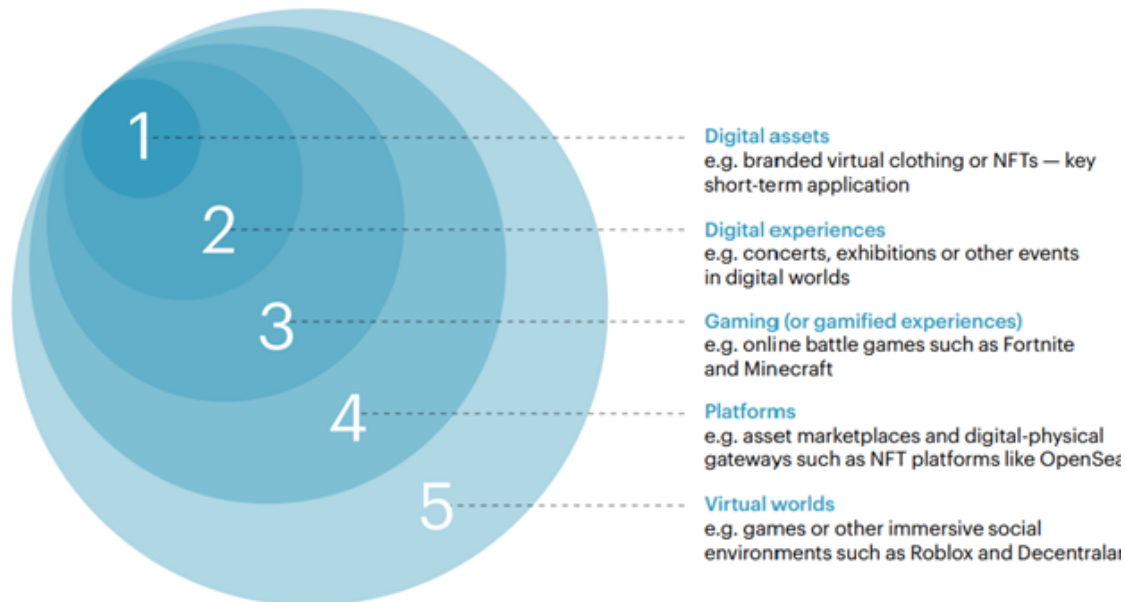 1
Digital assets
e.g. branded virtual clothing or NFTs — key
short-term application
2
Digital experiences
e.g. concerts, exhibitions or other events
in digital worlds
3
Gaming (or gamified experiences)
e.g. online battle games such as Fortnite
and Minecraft
4
Platforms
e.g. asset marketplaces and digital-physical
gateways such as NFT platforms like OpenSea
5
Virtual worlds
e.g. games or other immersive social
environments such as Roblox and